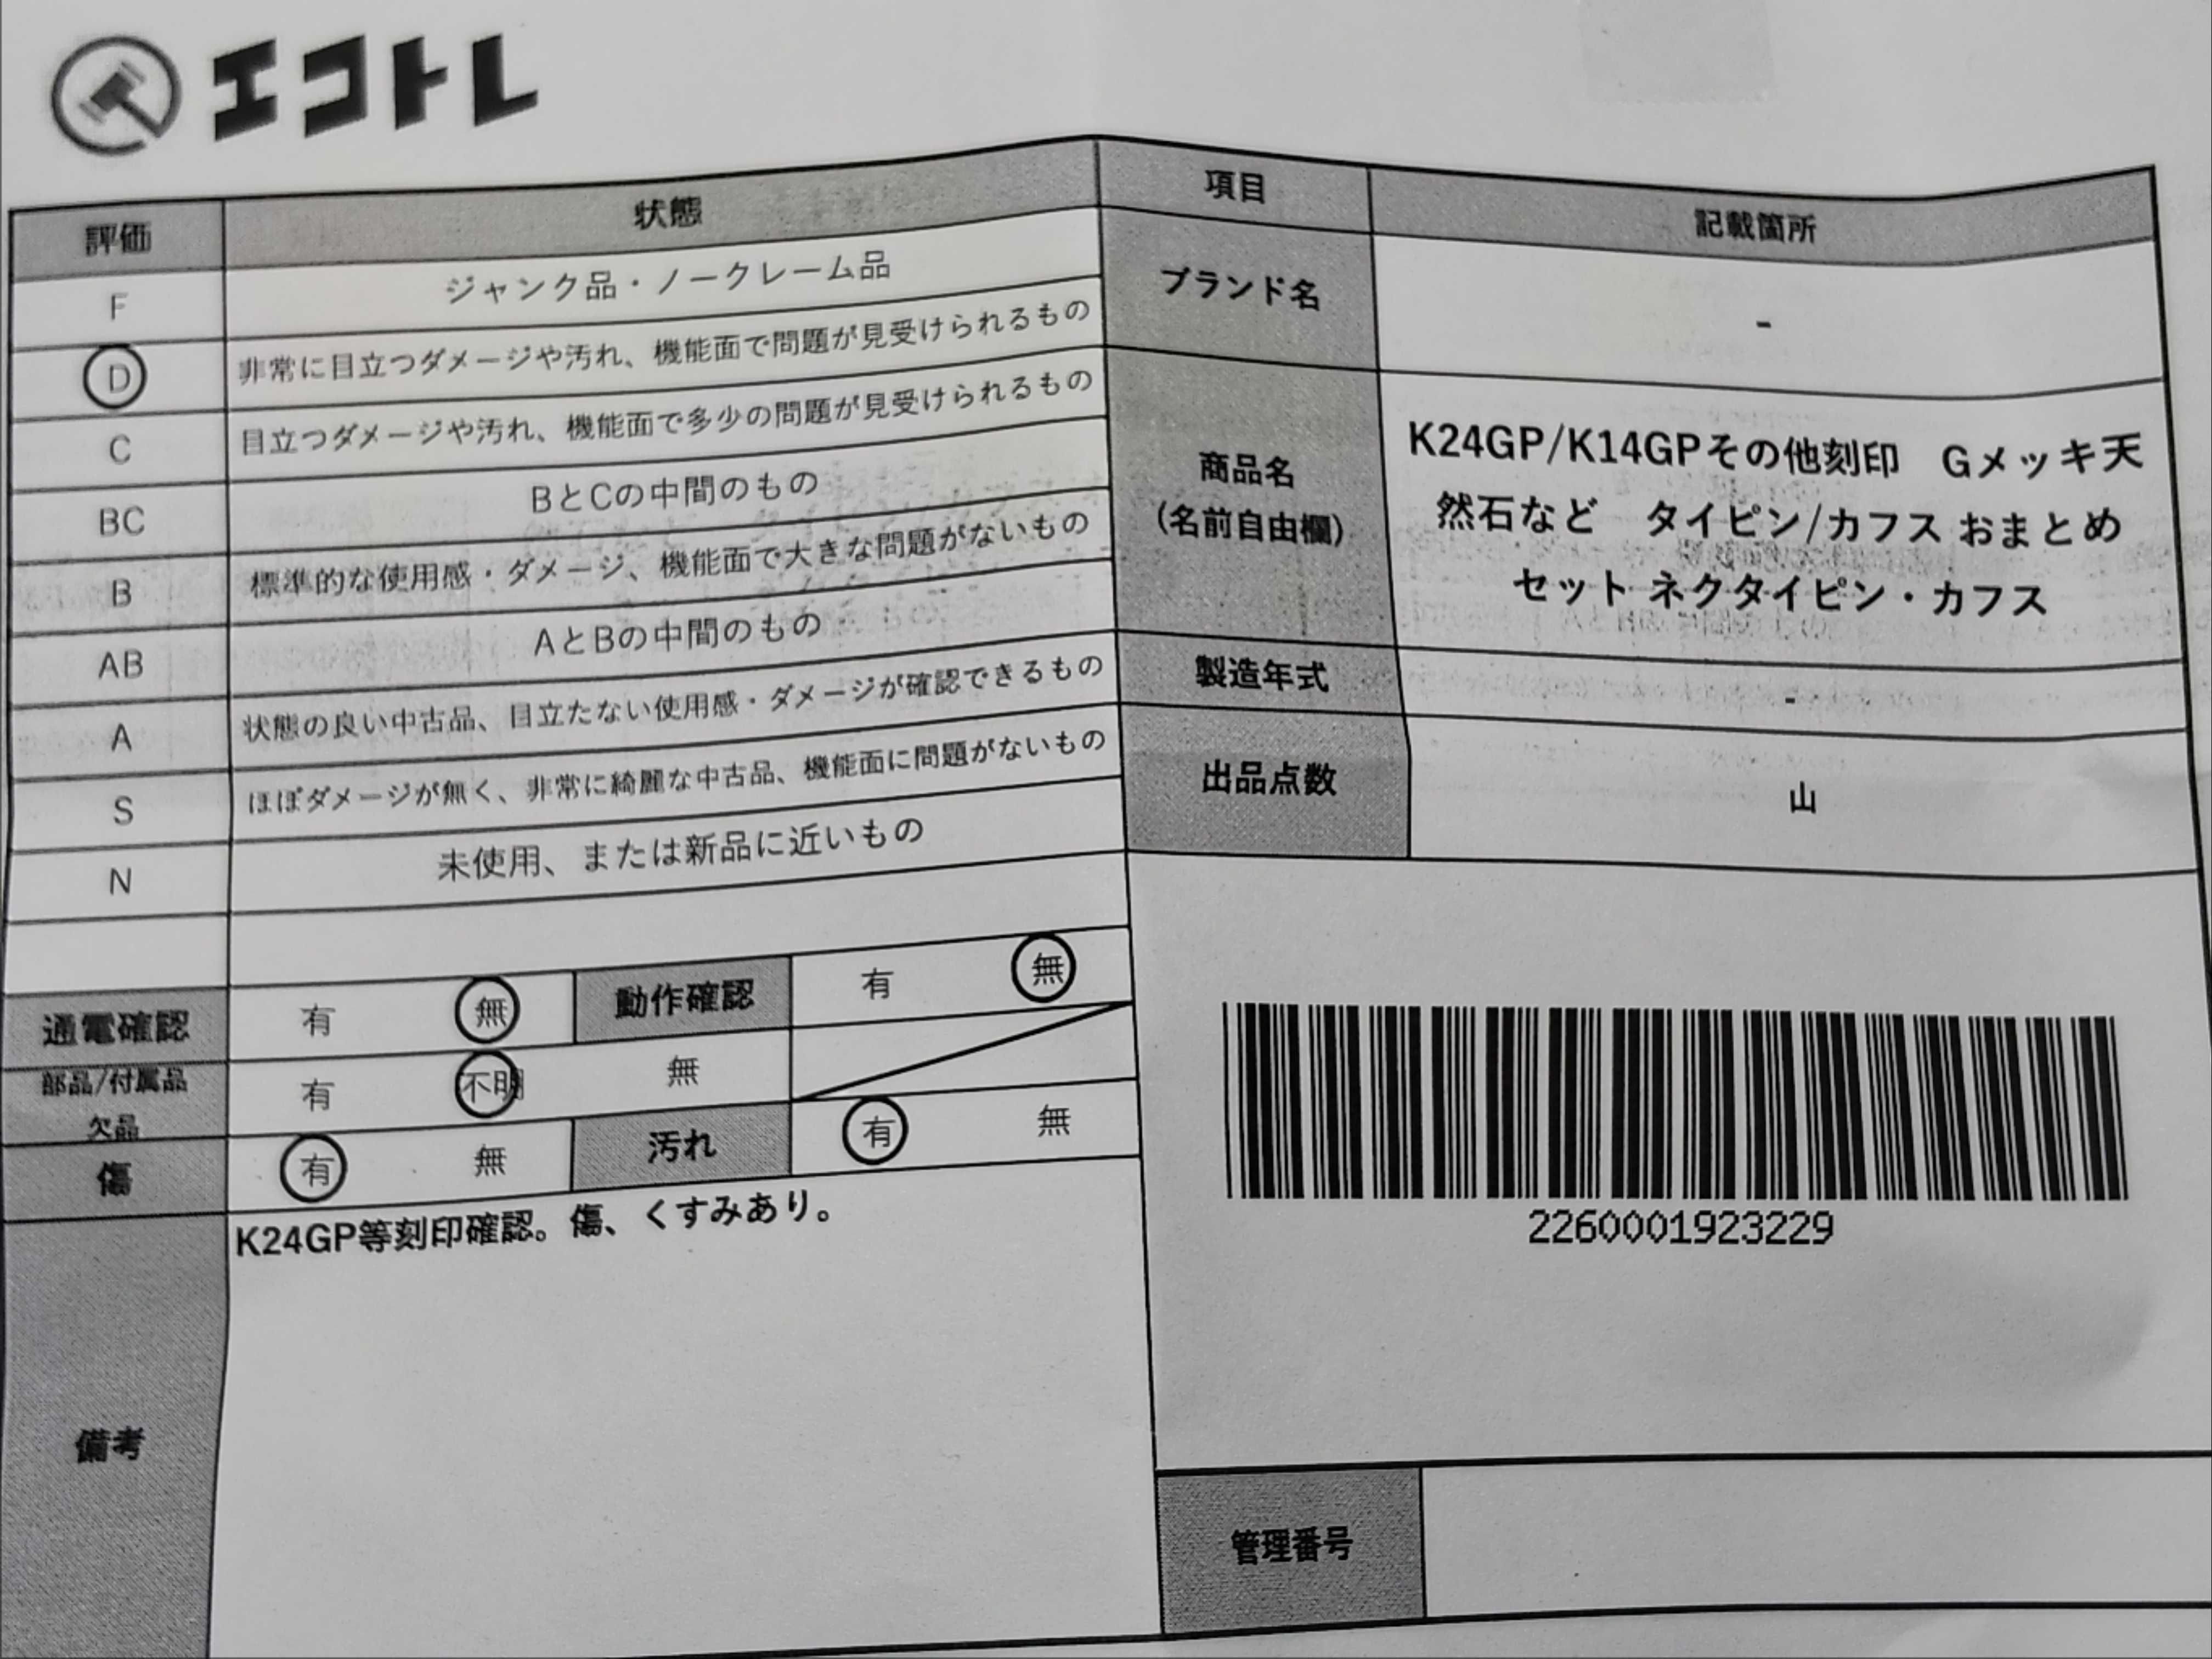 エコトレ
評価 状態
F ジャンク品・ノークレーム品
D 非常に目立つダメージや汚れ、機能面で問題が見受けられるもの
C 目立つダメージや汚れ、機能面で多少の問題が見受けられるもの
BC BとCの中間のもの
B 標準的な使用感・ダメージ、機能面で大きな問題がないもの
AB AとBの中間のもの
A 状態の良い中古品、目立たない使用感・ダメージが確認できるもの
S ほぼダメージが無く、非常に綺麗な中古品、機能面に問題がないもの
N 未使用、または新品に近いもの
通電確認 有 無 動作確認 有 無
部品/付属品
欠品 有 不明 無
傷 有 無 汚れ 有 無
備考 K24GP等刻印確認。傷、くすみあり。
項目 記載箇所
ブランド名 -
商品名
(名前自由欄)
K24GP/K14GPその他刻印 Gメッキ天
然石など タイピン/カフス おまとめ
セット ネクタイピン・カフス
製造年式 -
出品点数 山
2260001923229
管理番号